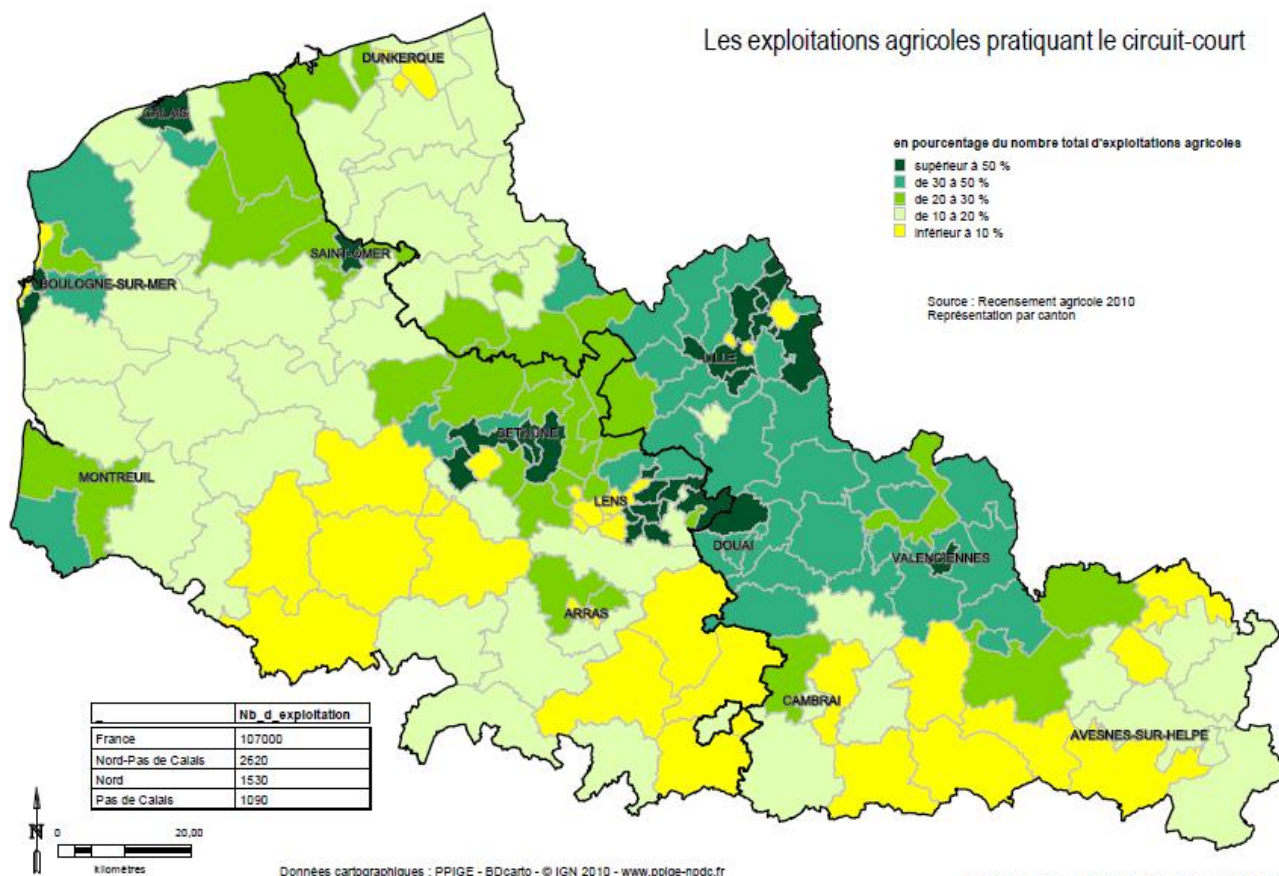 Les exploitations agricoles pratiquant le circuit-court
DUNKERQUE
CALAIS
en pourcentage du nombre total d'exploitations agricoles
supérieur à 50 %
de 30 à 50 %
de 20 à 30 %
de 10 à 20 %
inférieur à 10 %
SAINT-OMER
BOULOGNE-SUR-MER
Source : Recensement agricole 2010
Représentation par canton
LILLE
BETHUNE
MONTREUIL
LENS
DOUAI
VALENCIENNES
ARRAS
CAMBRAI
AVESNES-SUR-HELPE
_ Nb_d_exploitation
France 107000
Nord-Pas de Calais 2620
Nord 1530
Pas de Calais 1090
N
0 20,00
kilomètres
Données cartographiques : PPIGE - BDcarto - © IGN 2010 - www.ppige-npdc.fr